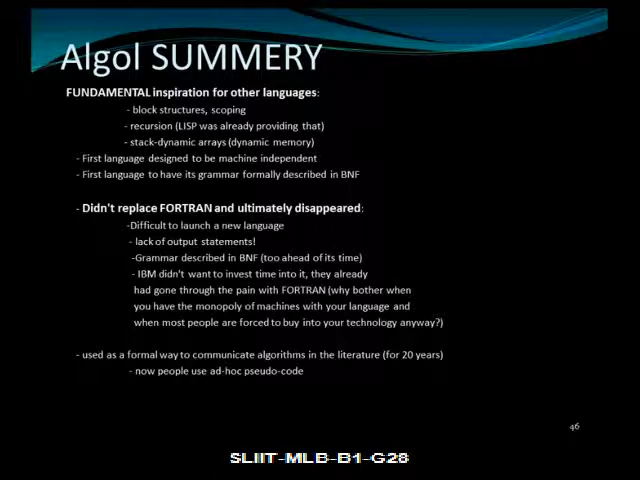 Algol SUMMERY
FUNDAMENTAL inspiration for other languages:
- block structures, scoping
- recursion (LISP was already providing that)
- stack-dynamic arrays (dynamic memory)
- First language designed to be machine independent
- First language to have its grammar formally described in BNF
- Didn't replace FORTRAN and ultimately disappeared:
-Difficult to launch a new language
- lack of output statements!
-Grammar described in BNF (too ahead of its time)
- IBM didn't want to invest time into it, they already
had gone through the pain with FORTRAN (why bother when
you have the monopoly of machines with your language and
when most people are forced to buy into your technology anyway?)
- used as a formal way to communicate algorithms in the literature (for 20 years)
- now people use ad-hoc pseudo-code
46
SLIIT-MLB-B1-G28